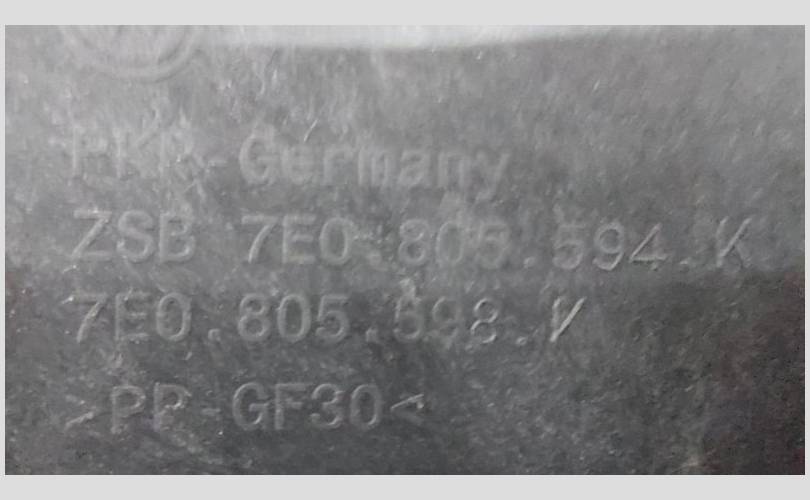 - Germany
ZSB 7E0.805.594.K
7E0.805.598.
>PP-GF30<